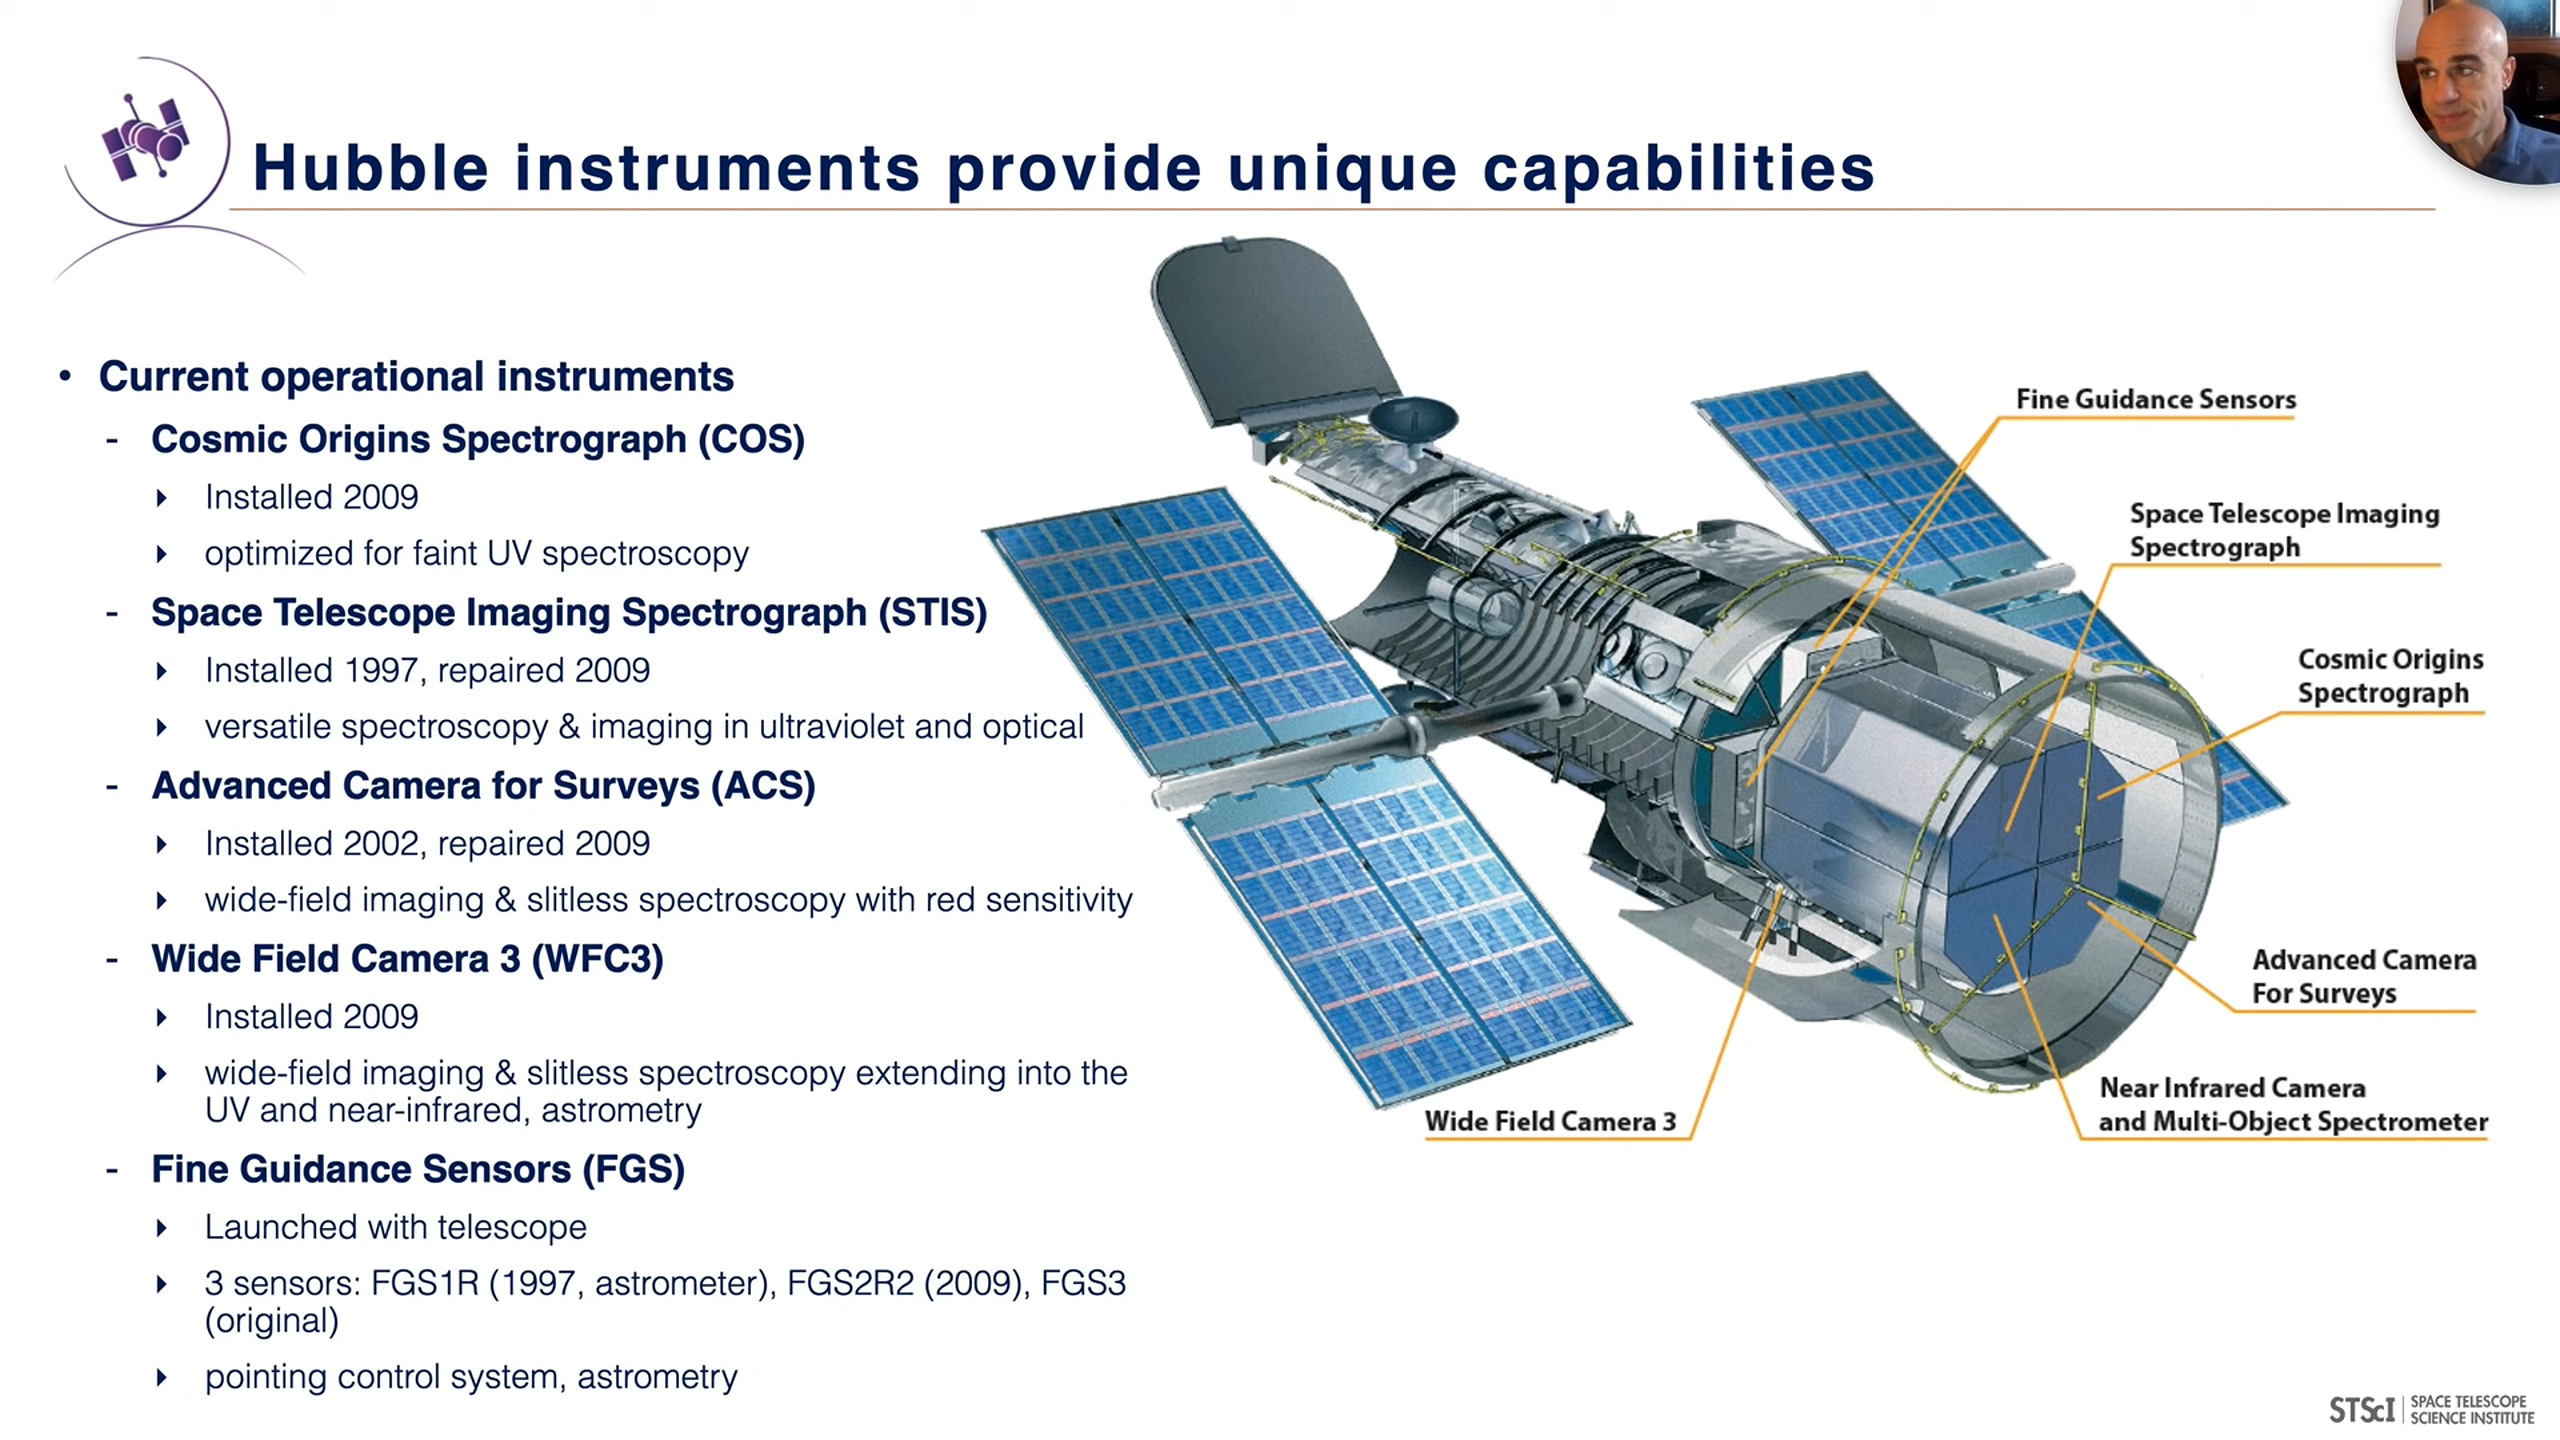 Hubble instruments provide unique capabilities
• Current operational instruments
- Cosmic Origins Spectrograph (COS)
Installed 2009
optimized for faint UV spectroscopy
- Space Telescope Imaging Spectrograph (STIS)
Installed 1997, repaired 2009
versatile spectroscopy & imaging in ultraviolet and optical
- Advanced Camera for Surveys (ACS)
Installed 2002, repaired 2009
wide-field imaging & slitless spectroscopy with red sensitivity
- Wide Field Camera 3 (WFC3)
Installed 2009
wide-field imaging & slitless spectroscopy extending into the
UV and near-infrared, astrometry
- Fine Guidance Sensors (FGS)
Launched with telescope
3 sensors: FGS1R (1997, astrometer), FGS2R2 (2009), FGS3
(original)
pointing control system, astrometry
Fine Guidance Sensors
Space Telescope Imaging
Spectrograph
Cosmic Origins
Spectrograph
Advanced Camera
For Surveys
Near Infrared Camera
and Multi-Object Spectrometer
Wide Field Camera 3
STScI
SPACE TELESCOPE
SCIENCE INSTITUTE